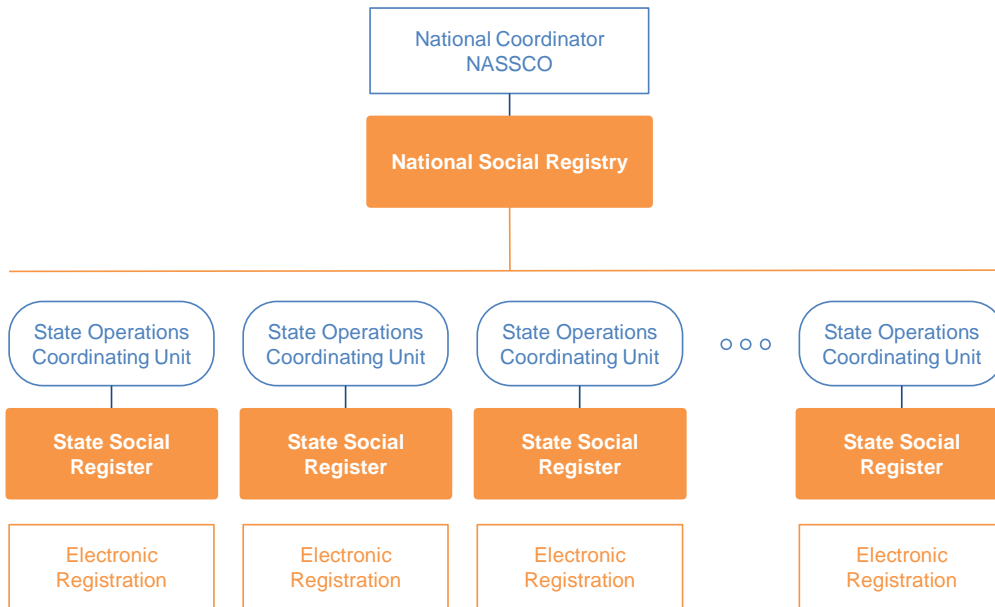 National Coordinator
NASSCO
National Social Registry
State Operations
Coordinating Unit
State Operations
Coordinating Unit
State Operations
Coordinating Unit
State Operations
Coordinating Unit
State Social
Register
State Social
Register
State Social
Register
State Social
Register
Electronic
Registration
Electronic
Registration
Electronic
Registration
Electronic
Registration